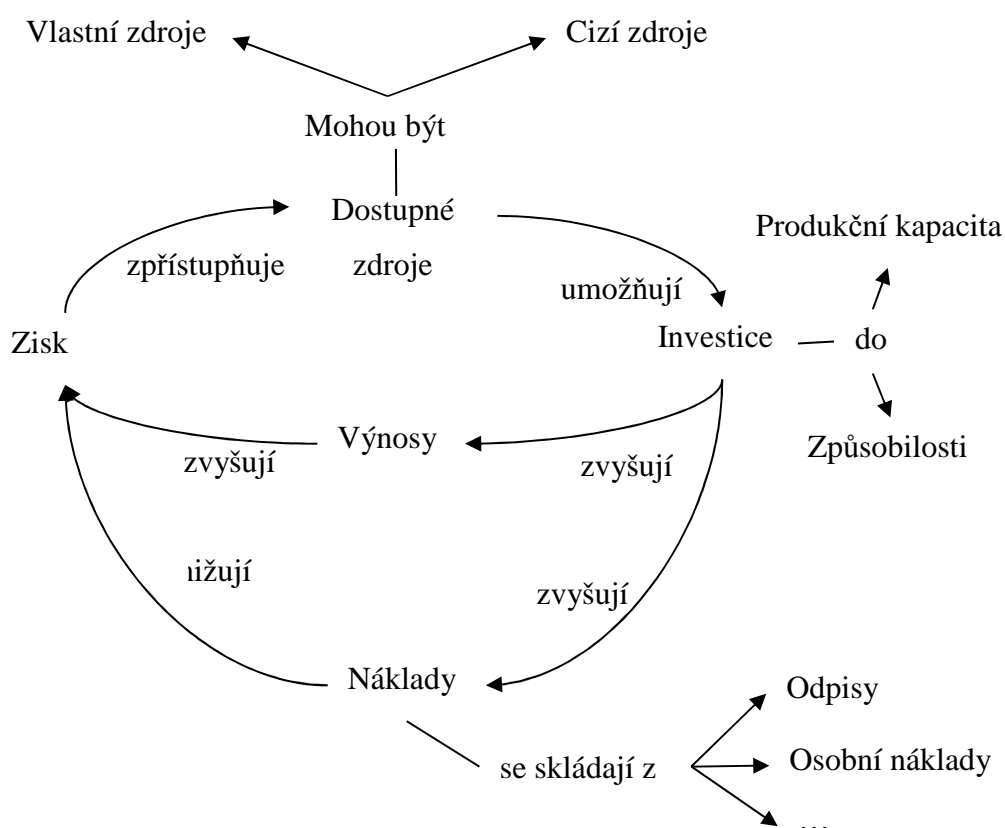 Vlastní zdroje
Cizí zdroje
Mohou být
Dostupné
zdroje
zpřístupňuje
umožňují
Produkční kapacita
Zisk
Investice
do
Způsobilosti
Výnosy
zvyšují
zvyšují
zvyšují
Náklady
se skládají z
Odpisy
Osobní náklady